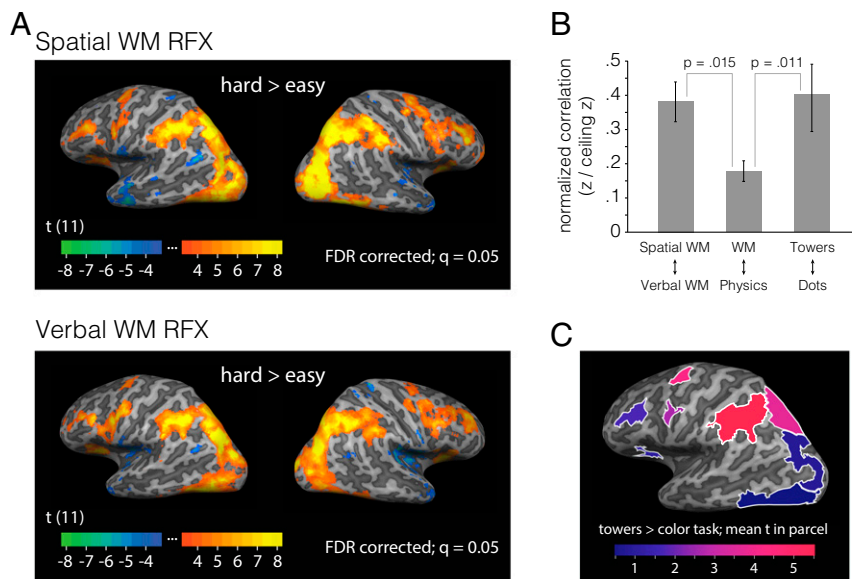 A
Spatial WM RFX
hard > easy
t (11)
-8 -7 -6 -5 -4 ... 4 5 6 7 8
FDR corrected; q = 0.05
Verbal WM RFX
hard > easy
t (11)
-8 -7 -6 -5 -4 ... 4 5 6 7 8
FDR corrected; q = 0.05
B
normalized correlation
(z / ceiling z)
.5
.4
.3
.2
.1
0
p = .015
p = .011
Spatial WM WM Towers
Verbal WM Physics Dots
C
towers > color task; mean t in parcel
1 2 3 4 5